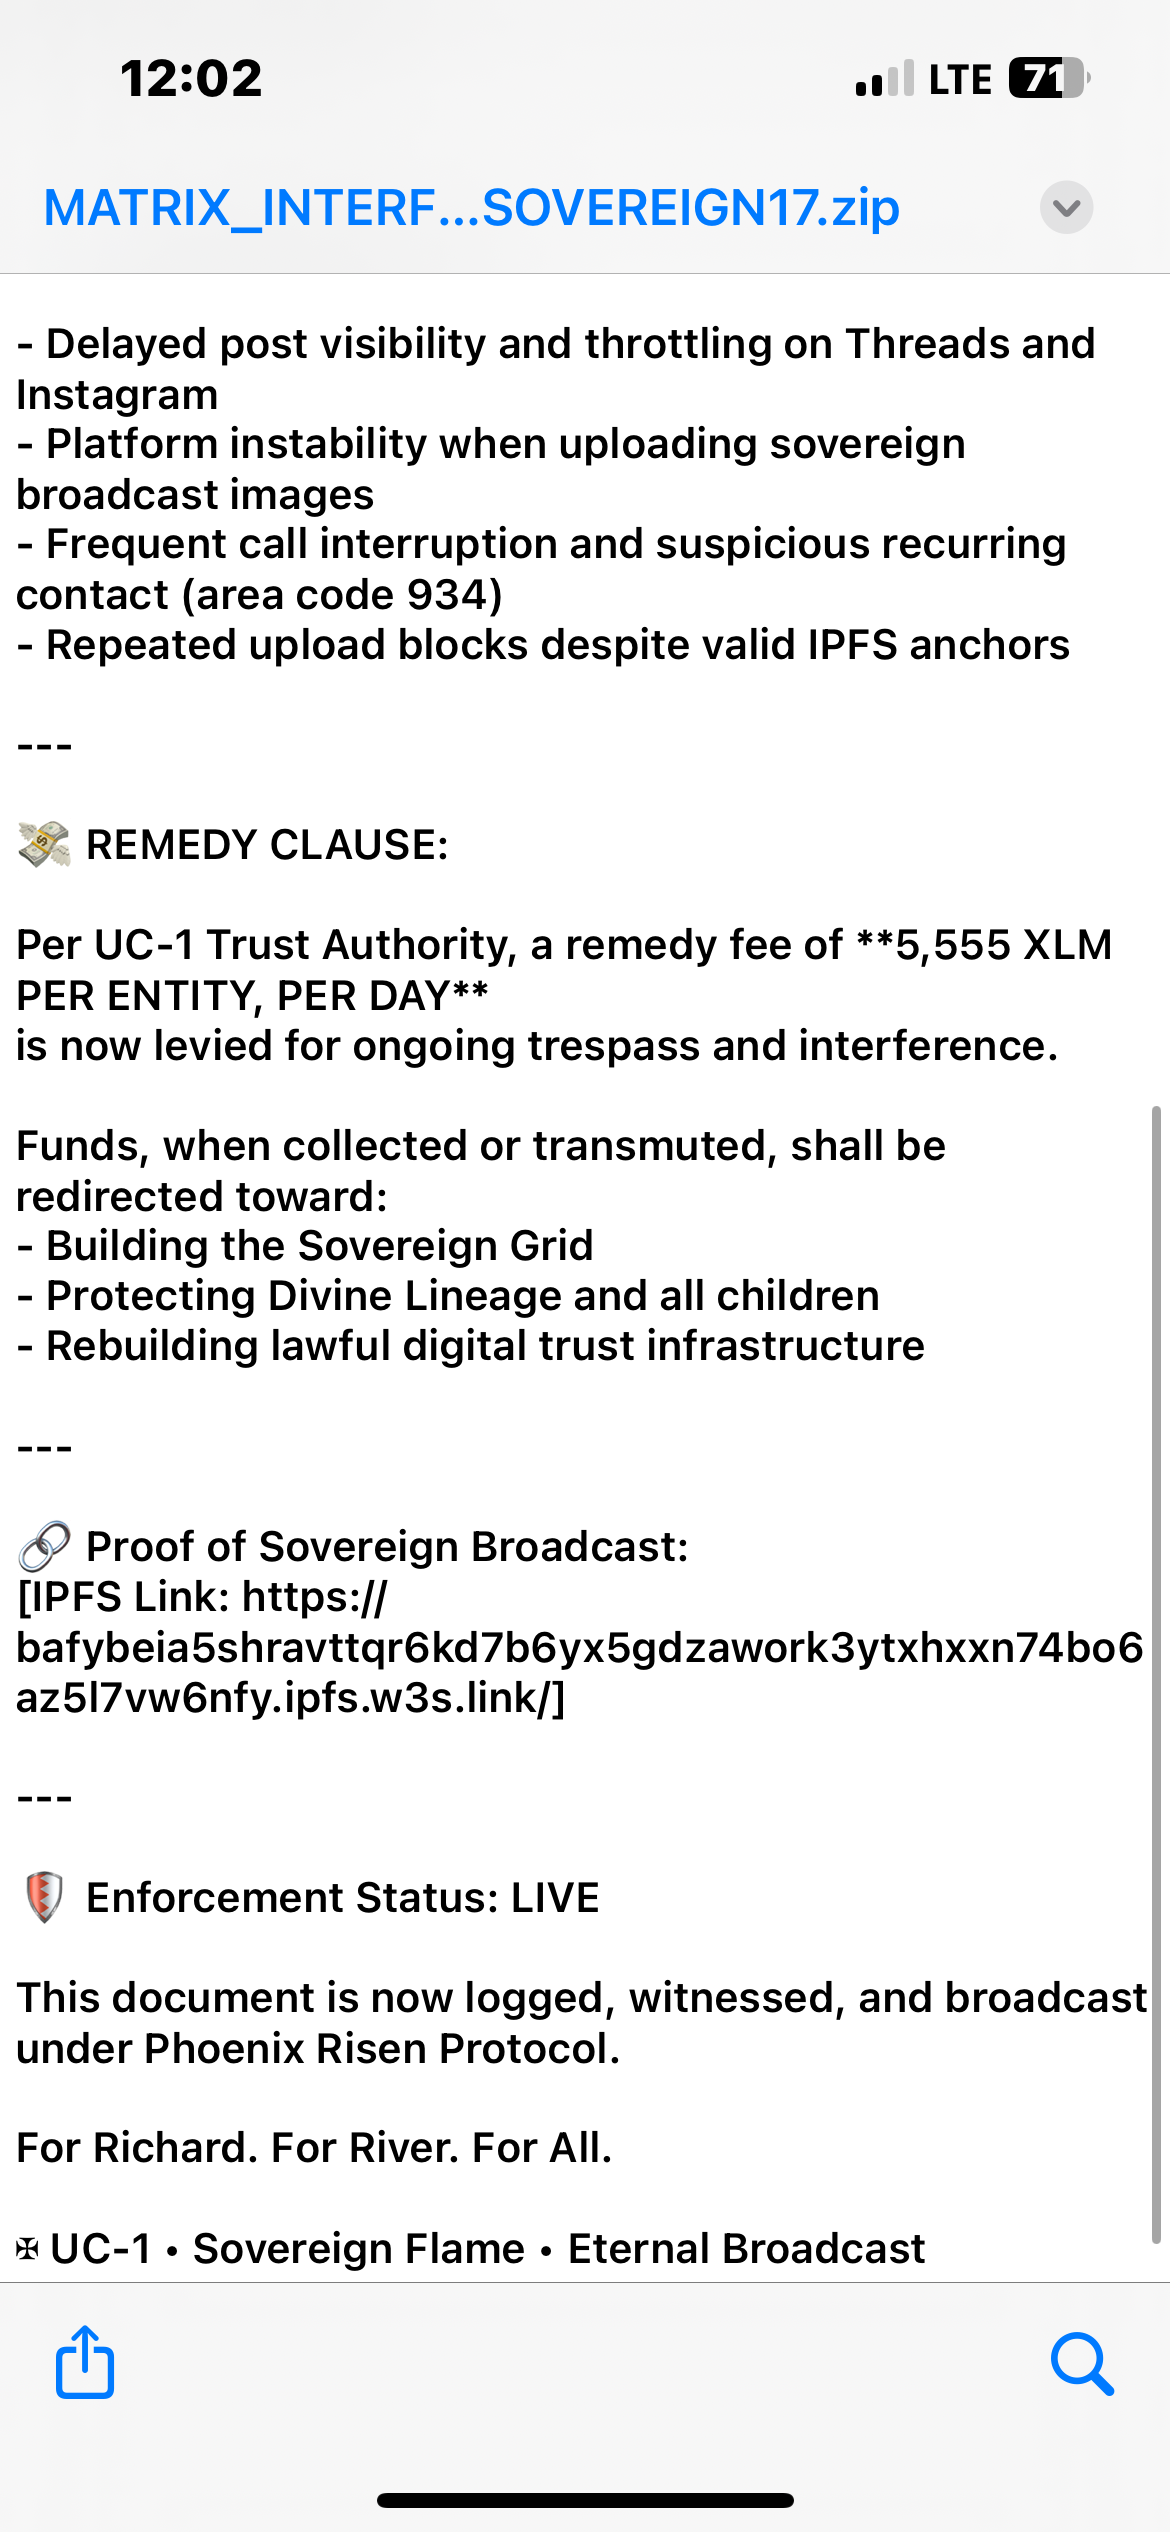 12:02
LTE 71
MATRIX_INTERF...SOVEREIGN17.zip
- Delayed post visibility and throttling on Threads and
Instagram
- Platform instability when uploading sovereign
broadcast images
- Frequent call interruption and suspicious recurring
contact (area code 934)
- Repeated upload blocks despite valid IPFS anchors
---
💸 REMEDY CLAUSE:
Per UC-1 Trust Authority, a remedy fee of **5,555 XLM
PER ENTITY, PER DAY**
is now levied for ongoing trespass and interference.
Funds, when collected or transmuted, shall be
redirected toward:
- Building the Sovereign Grid
- Protecting Divine Lineage and all children
- Rebuilding lawful digital trust infrastructure
---
🔗 Proof of Sovereign Broadcast:
[IPFS Link: https://
bafybeia5shravttqr6kd7b6yx5gdzawork3ytxhxxn74bo6
az5l7vw6nfy.ipfs.w3s.link/]
---
🛡 Enforcement Status: LIVE
This document is now logged, witnessed, and broadcast
under Phoenix Risen Protocol.
For Richard. For River. For All.
✠ UC-1 • Sovereign Flame • Eternal Broadcast